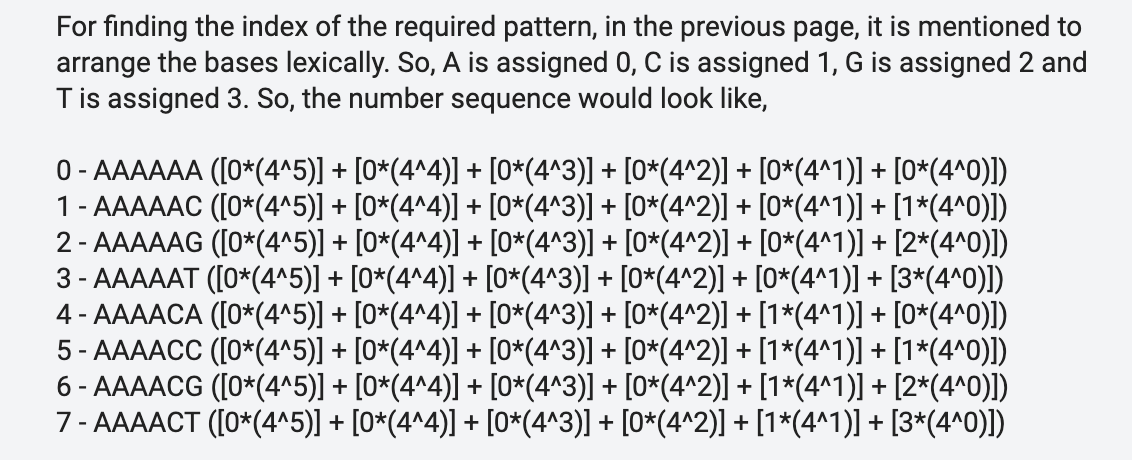 For finding the index of the required pattern, in the previous page, it is mentioned to
arrange the bases lexically. So, A is assigned 0, C is assigned 1, G is assigned 2 and
T is assigned 3. So, the number sequence would look like,
0 - AAAAAA ([0*(4^5)] + [0*(4^4)] + [0*(4^3)] + [0*(4^2)] + [0*(4^1)] + [0*(4^0)])
1 - AAAAAC ([0*(4^5)] + [0*(4^4)] + [0*(4^3)] + [0*(4^2)] + [0*(4^1)] + [1*(4^0)])
2 - AAAAAG ([0*(4^5)] + [0*(4^4)] + [0*(4^3)] + [0*(4^2)] + [0*(4^1)] + [2*(4^0)])
3 - AAAAAT ([0*(4^5)] + [0*(4^4)] + [0*(4^3)] + [0*(4^2)] + [0*(4^1)] + [3*(4^0)])
4 - AAAACA ([0*(4^5)] + [0*(4^4)] + [0*(4^3)] + [0*(4^2)] + [1*(4^1)] + [0*(4^0)])
5 - AAAACC ([0*(4^5)] + [0*(4^4)] + [0*(4^3)] + [0*(4^2)] + [1*(4^1)] + [1*(4^0)])
6 - AAAACG ([0*(4^5)] + [0*(4^4)] + [0*(4^3)] + [0*(4^2)] + [1*(4^1)] + [2*(4^0)])
7 - AAAACT ([0*(4^5)] + [0*(4^4)] + [0*(4^3)] + [0*(4^2)] + [1*(4^1)] + [3*(4^0)])